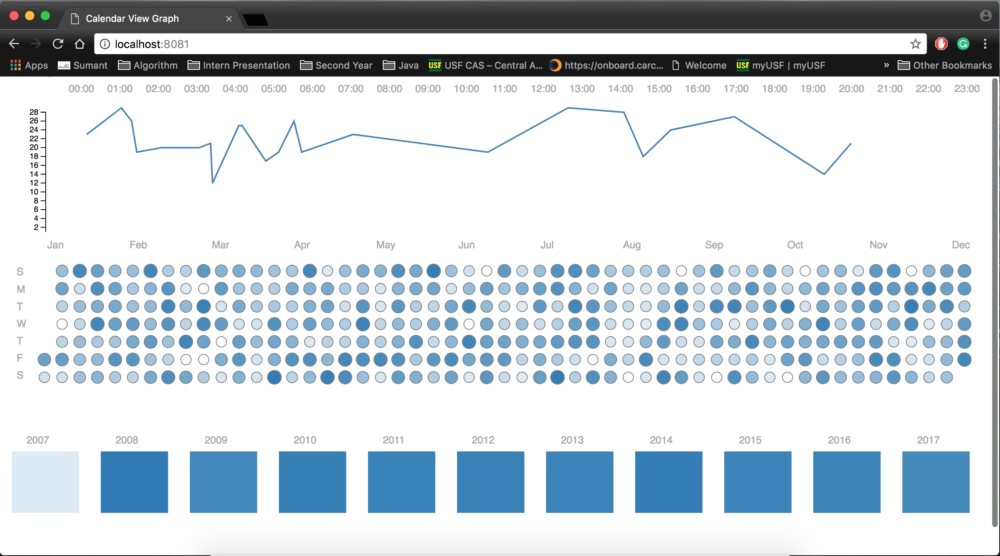 Calendar View Graph
localhost:8081
Apps Sumant Algorithm Intern Presentation Second Year Java USF USF CAS – Central A... https://onboard.carc... Welcome USF myUSF | myUSF » Other Bookmarks
00:00 01:00 02:00 03:00 04:00 05:00 06:00 07:00 08:00 09:00 10:00 11:00 12:00 13:00 14:00 15:00 16:00 17:00 18:00 19:00 20:00 21:00 22:00 23:00
28
26
24
22
20
18
16
14
12
10
8
6
4
2
Jan Feb Mar Apr May Jun Jul Aug Sep Oct Nov Dec
S
M
T
W
T
F
S
2007 2008 2009 2010 2011 2012 2013 2014 2015 2016 2017